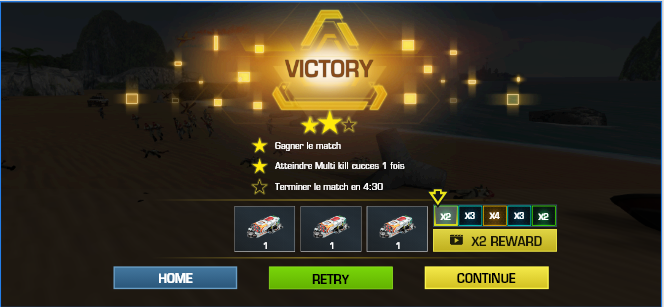 VICTORY
Gagner le match
Atteindre Multi kill cucces 1 fois
Terminer le match en 4:30
1 1 1
X2 X3 X4 X3 X2
X2 REWARD
HOME RETRY CONTINUE